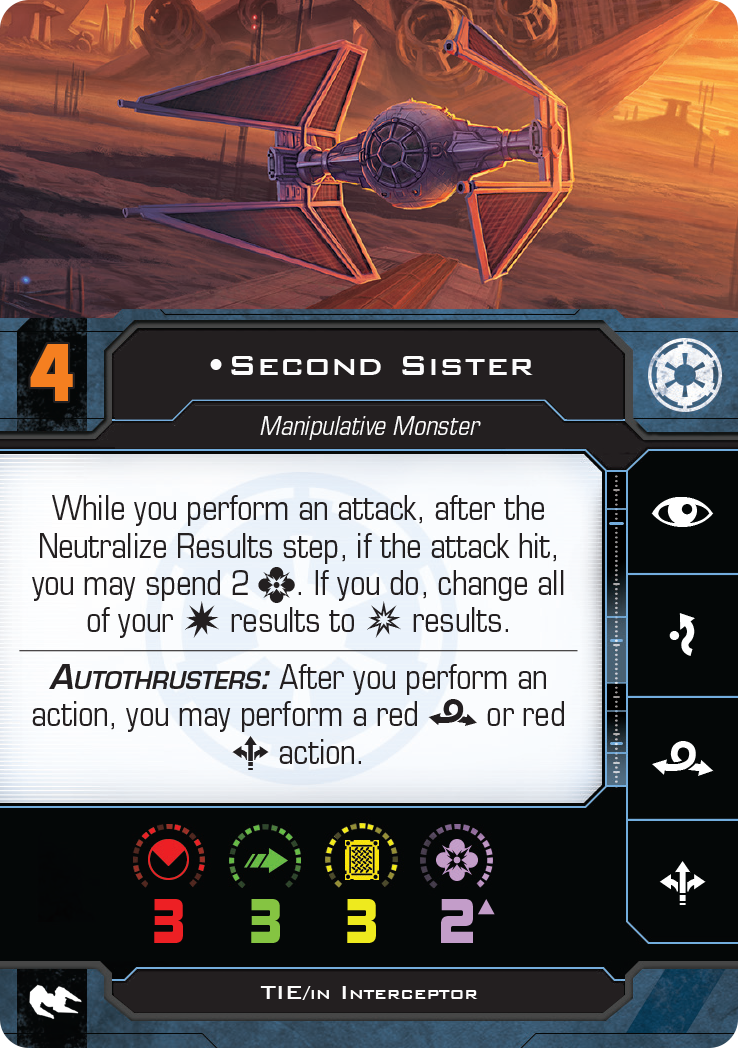 4
•Second Sister
Manipulative Monster
While you perform an attack, after the
Neutralize Results step, if the attack hit,
you may spend 2 . If you do, change all
of your results to results.
Autothrusters: After you perform an
action, you may perform a red or red
action.
3 3 3 2
TIE/in Interceptor